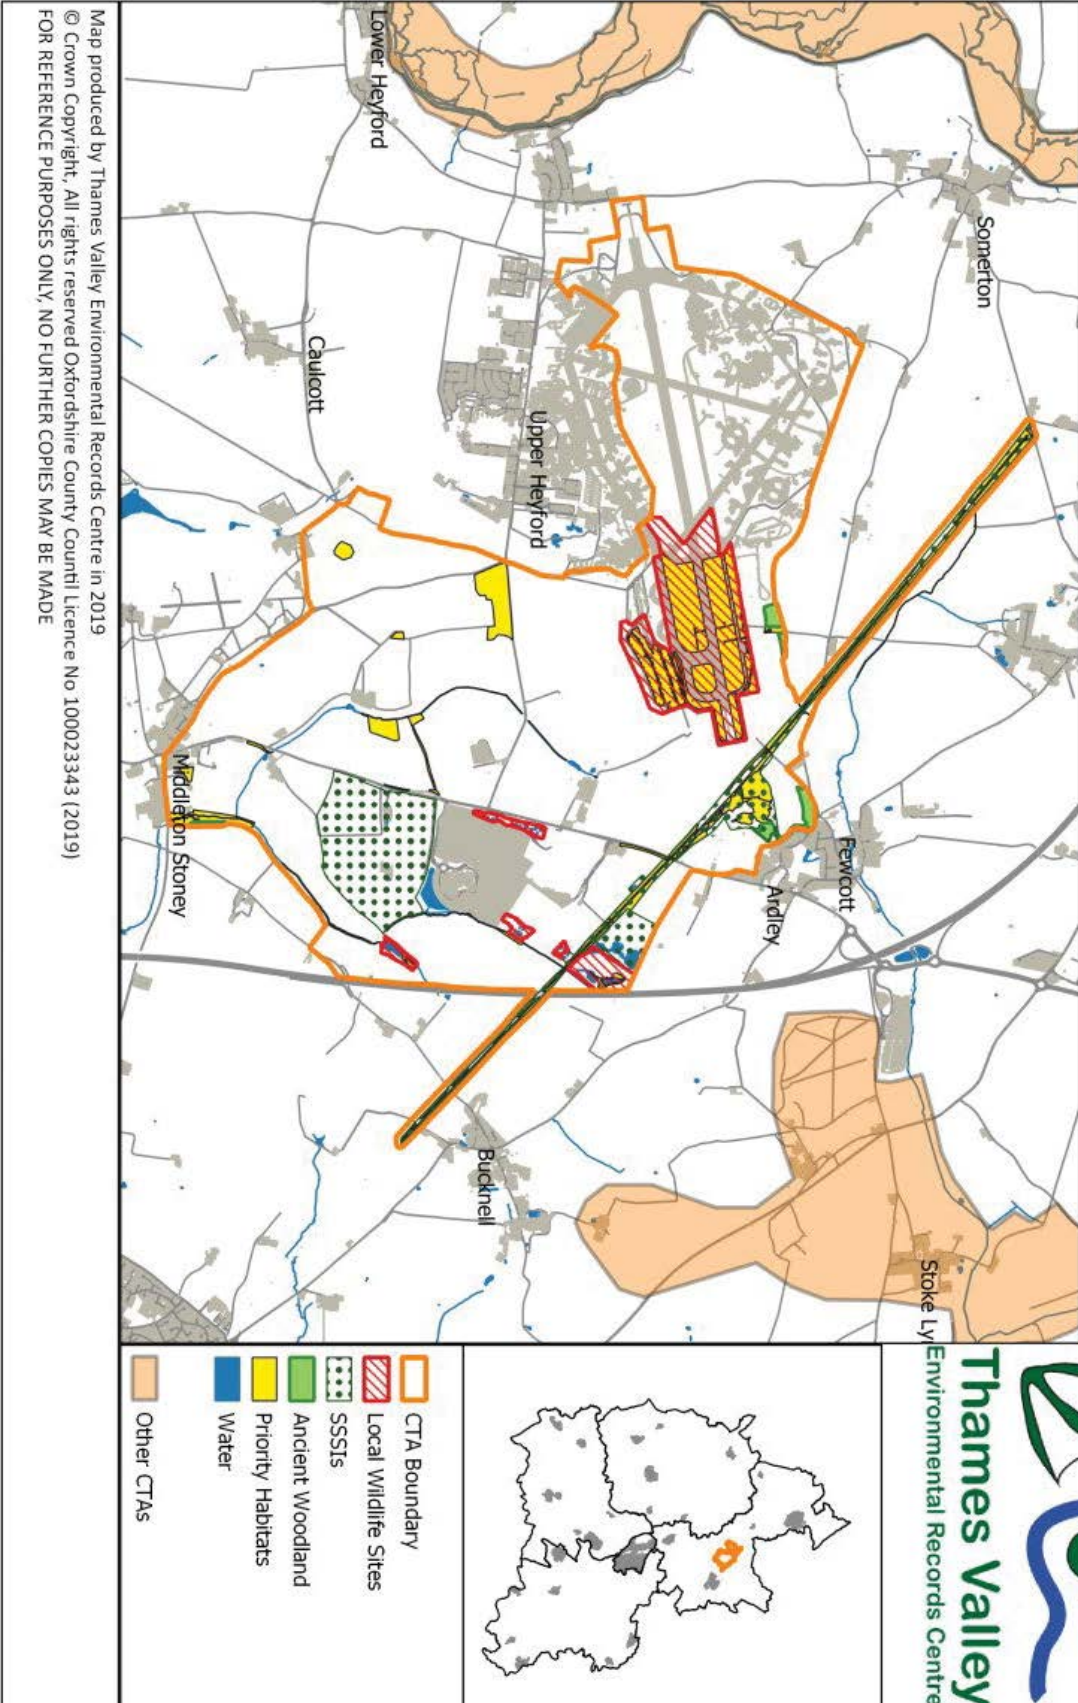 Somerton
Lower Heyford
Upper Heyford
Caulcott
Fewcott
Ardley
Middleton Stoney
Bucknell
Stoke Ly
Thames Valley
Environmental Records Centre
CTA Boundary
Local Wildlife Sites
SSSIs
Ancient Woodland
Priority Habitats
Water
Other CTAs
Map produced by Thames Valley Environmental Records Centre in 2019
© Crown Copyright, All rights reserved Oxfordshire County Council Licence No 100023343 (2019)
FOR REFERENCE PURPOSES ONLY, NO FURTHER COPIES MAY BE MADE